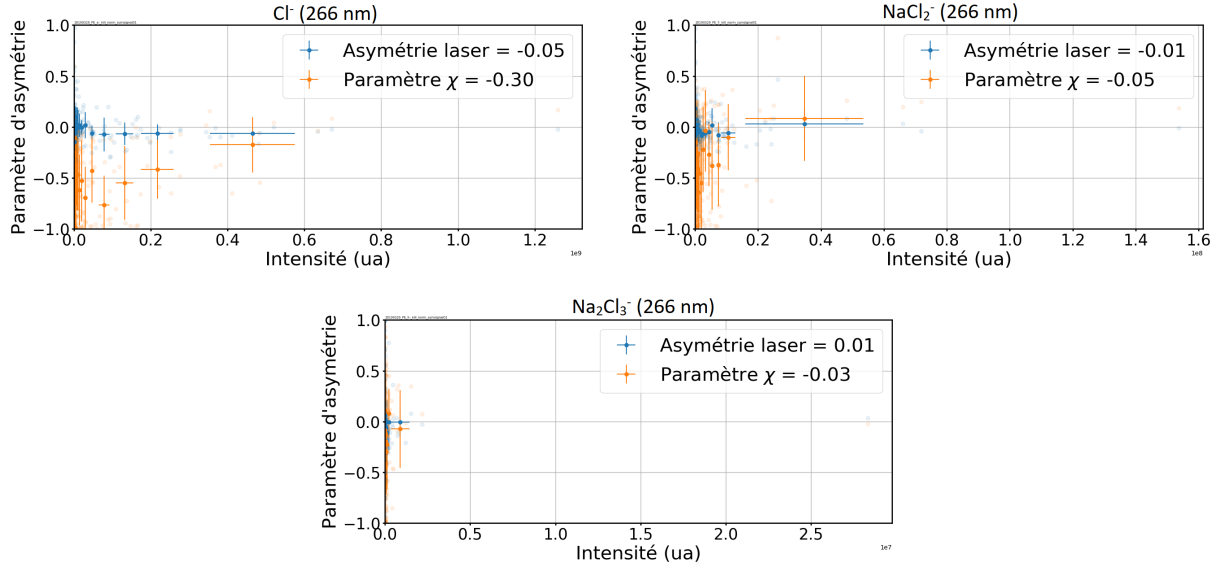 Cl⁻ (266 nm)
Paramètre d'asymétrie
1.0
0.5
0.0
−0.5
−1.0
Asymétrie laser = -0.05
Paramètre χ = -0.30
0.0 0.2 0.4 0.6 0.8 1.0 1.2
Intensité (ua)
1e9
NaCl₂⁻ (266 nm)
Paramètre d'asymétrie
1.0
0.5
0.0
−0.5
−1.0
Asymétrie laser = -0.01
Paramètre χ = -0.05
0.0 0.2 0.4 0.6 0.8 1.0 1.2 1.4 1.6
Intensité (ua)
1e8
Na₂Cl₃⁻ (266 nm)
Paramètre d'asymétrie
1.0
0.5
0.0
−0.5
−1.0
Asymétrie laser = 0.01
Paramètre χ = -0.03
0.0 0.5 1.0 1.5 2.0 2.5
Intensité (ua)
1e7